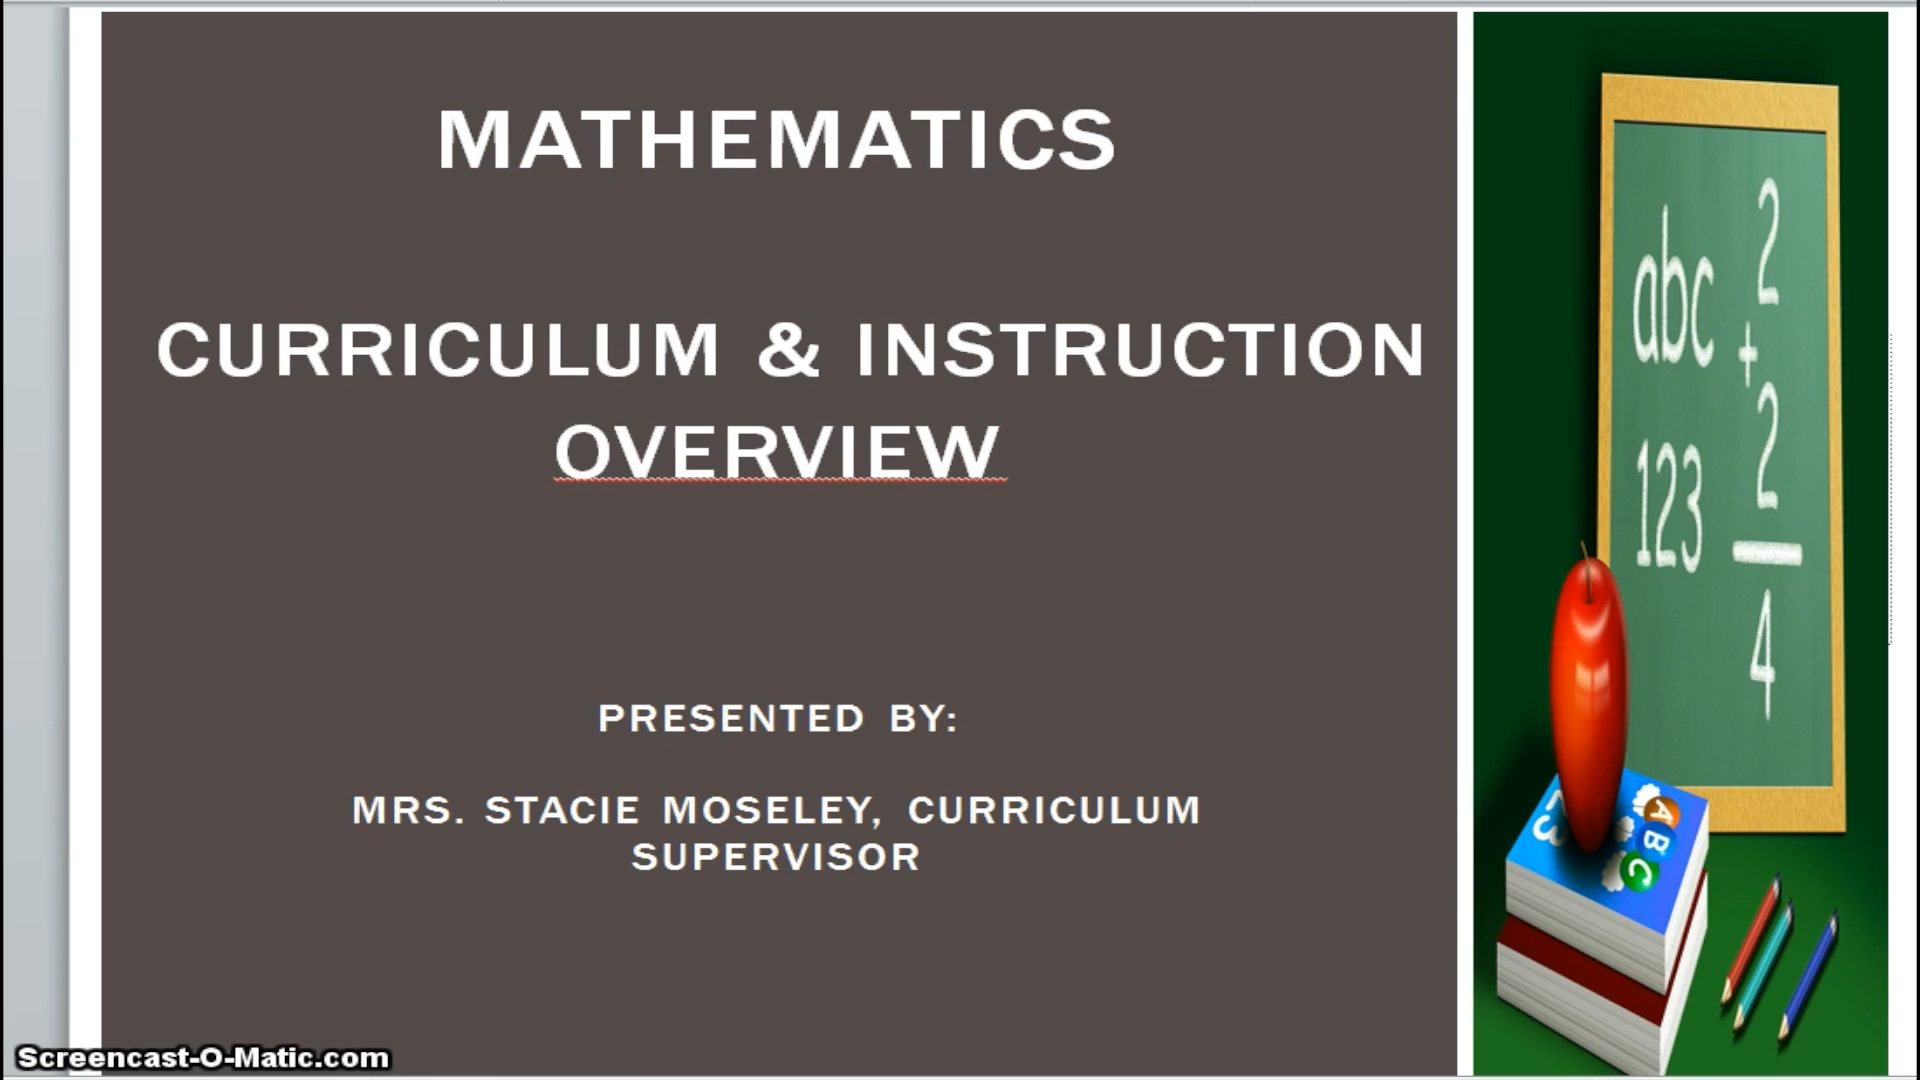 MATHEMATICS
CURRICULUM & INSTRUCTION
OVERVIEW
PRESENTED BY:
MRS. STACIE MOSELEY, CURRICULUM
SUPERVISOR
abc
123
2
+
2
4
123
A
B
C
Screencast-O-Matic.com